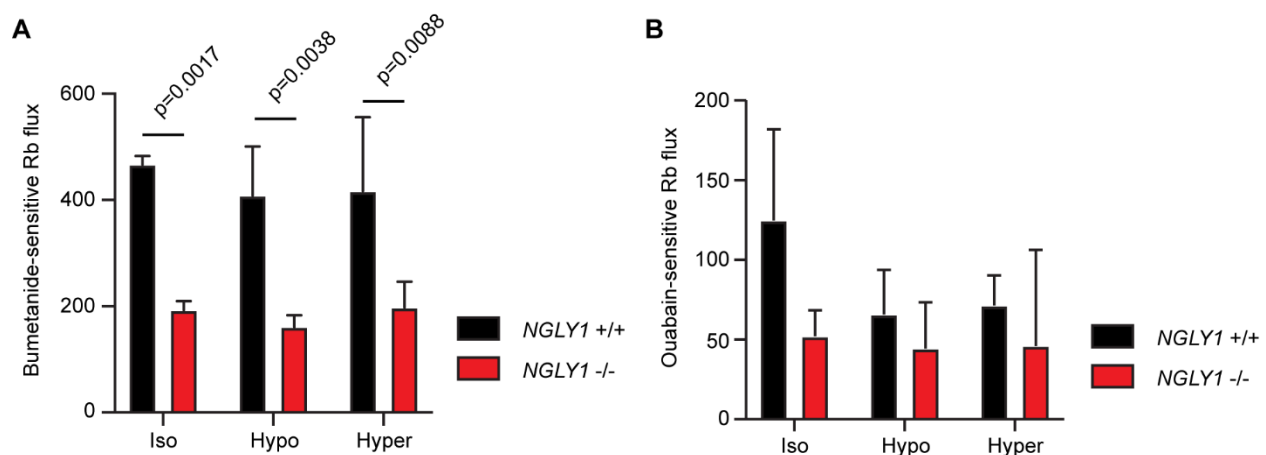 A
Bumetanide-sensitive Rb flux
600
400
200
0
p=0.0017
p=0.0038
p=0.0088
Iso
Hypo
Hyper
NGLY1 +/+
NGLY1 -/-
B
Ouabain-sensitive Rb flux
200
150
100
50
0
Iso
Hypo
Hyper
NGLY1 +/+
NGLY1 -/-